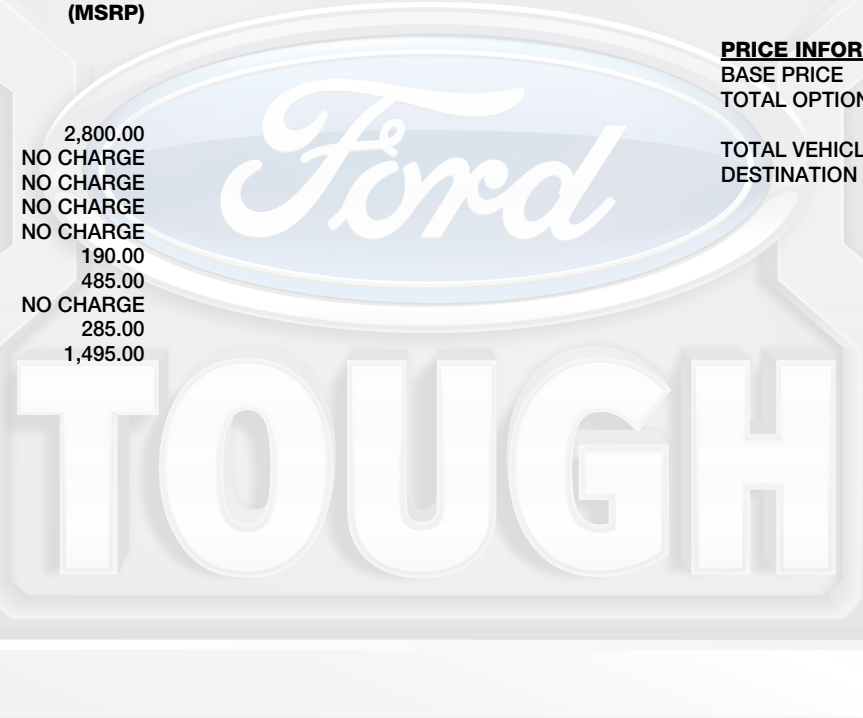 (MSRP)
2,800.00
NO CHARGE
NO CHARGE
NO CHARGE
NO CHARGE
190.00
485.00
NO CHARGE
285.00
1,495.00
PRICE INFOR
BASE PRICE
TOTAL OPTION
TOTAL VEHICL
DESTINATION
Ford
TOUGH